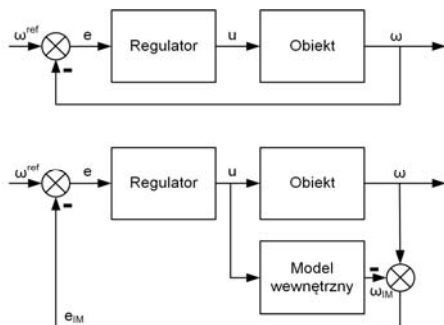 ω^ref e Regulator u Obiekt ω
-
ω^ref e Regulator u Obiekt ω
-
Model
wewnętrzny
-
ω_IM
e_IM